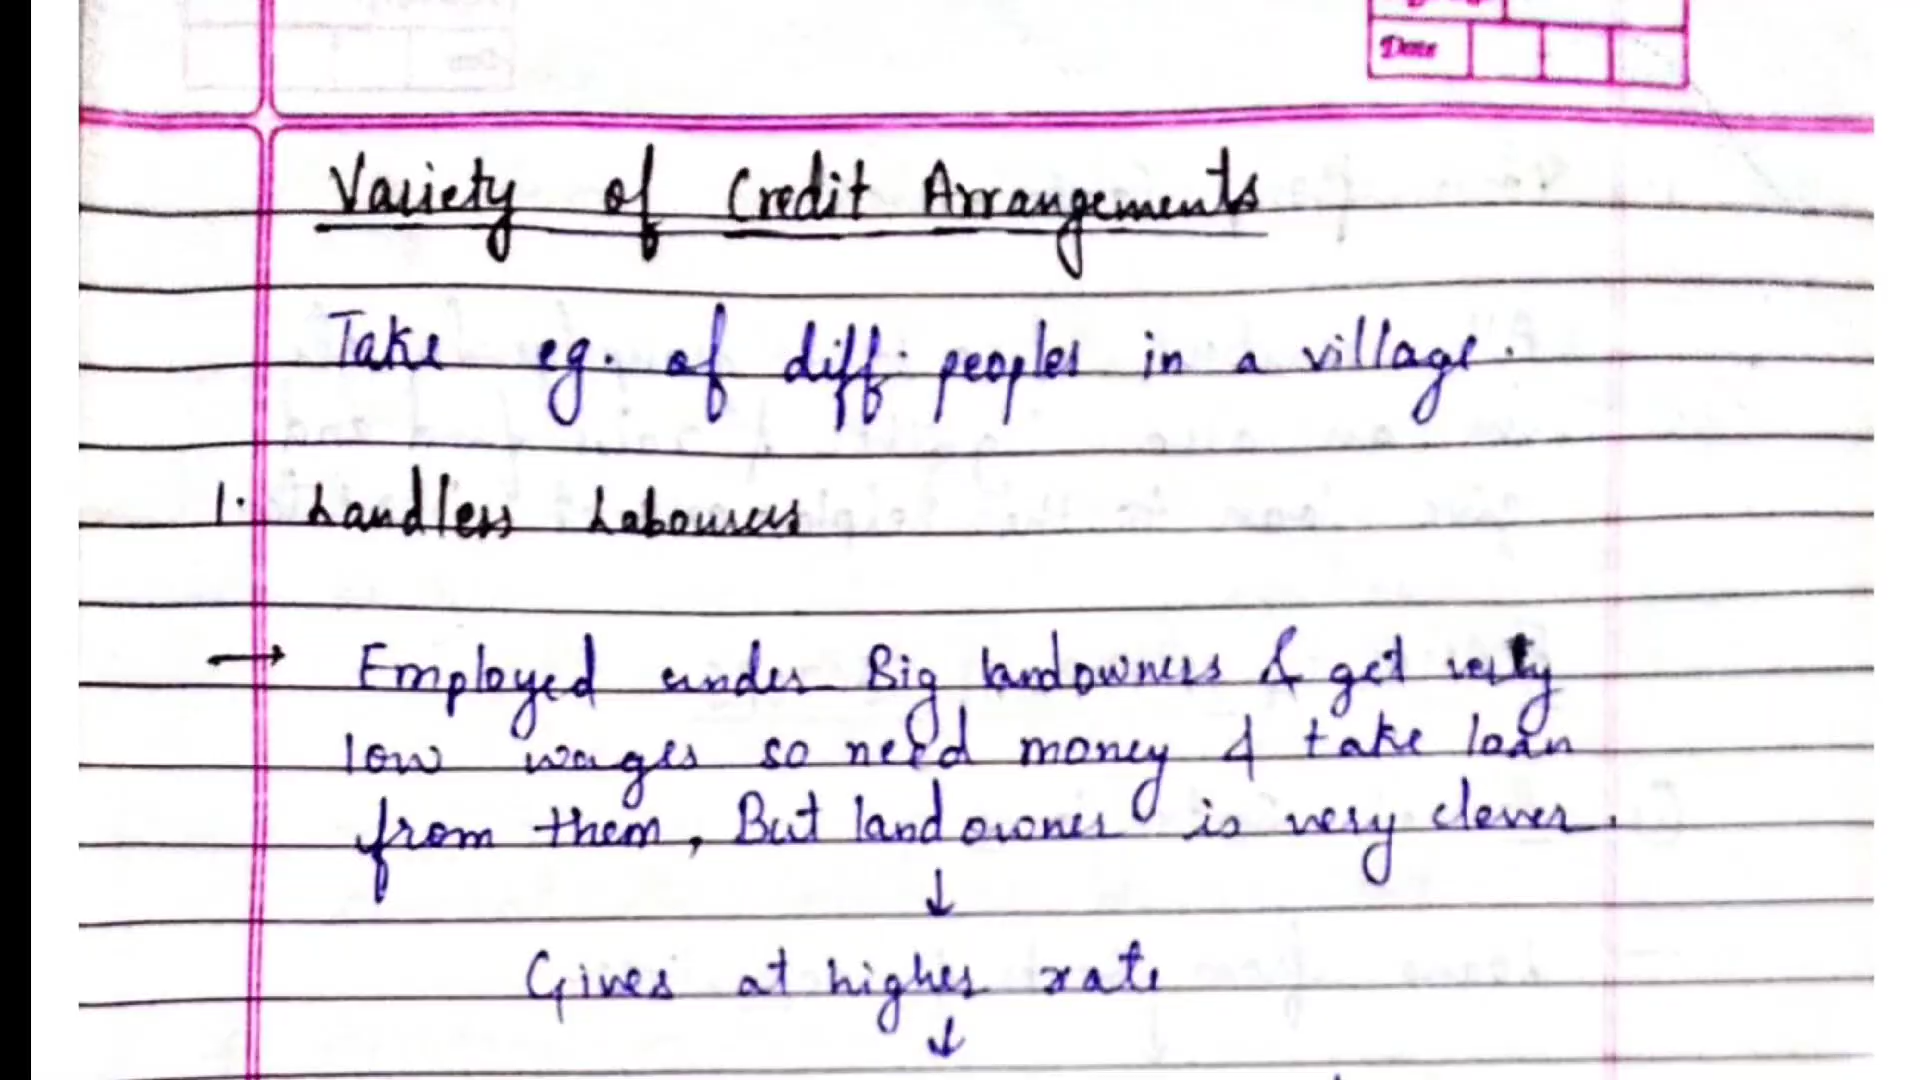 Date
Variety of Credit Arrangements
Take eg. of diff. peoples in a village.
1. Landless Labourers
→ Employed under Big landowners & get very
low wages so need money & take loan
from them, But landowner is very clever.
↓
Gives at higher rate
↓